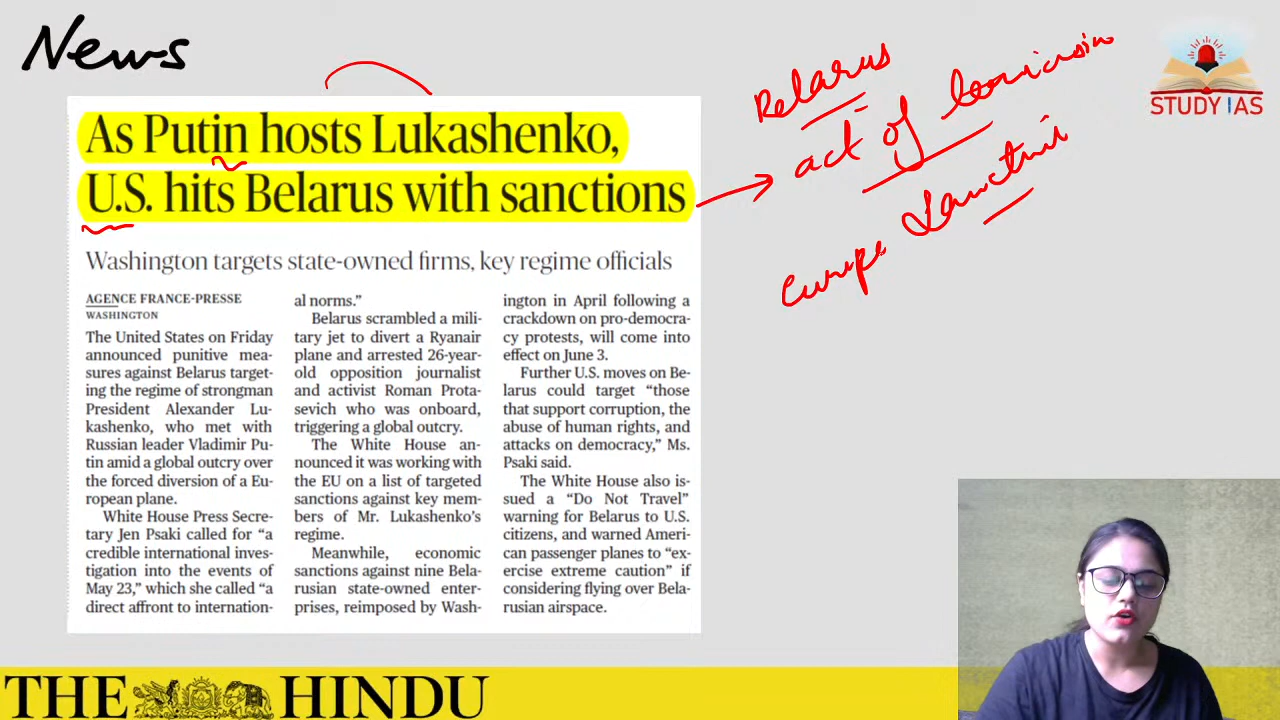 News
As Putin hosts Lukashenko,
U.S. hits Belarus with sanctions
Washington targets state-owned firms, key regime officials
AGENCE FRANCE-PRESSE
WASHINGTON
The United States on Friday
announced punitive mea-
sures against Belarus target-
ing the regime of strongman
President Alexander Lu-
kashenko, who met with
Russian leader Vladimir Pu-
tin amid a global outcry over
the forced diversion of a Eu-
ropean plane.
White House Press Secre-
tary Jen Psaki called for “a
credible international inves-
tigation into the events of
May 23,” which she called “a
direct affront to internation-
al norms.”
Belarus scrambled a mili-
tary jet to divert a Ryanair
plane and arrested 26-year-
old opposition journalist
and activist Roman Prota-
sevich who was onboard,
triggering a global outcry.
The White House an-
nounced it was working with
the EU on a list of targeted
sanctions against key mem-
bers of Mr. Lukashenko’s
regime.
Meanwhile, economic
sanctions against nine Bela-
rusian state-owned enter-
prises, reimposed by Wash-
ington in April following a
crackdown on pro-democra-
cy protests, will come into
effect on June 3.
Further U.S. moves on Be-
larus could target “those
that support corruption, the
abuse of human rights, and
attacks on democracy,” Ms.
Psaki said.
The White House also is-
sued a “Do Not Travel”
warning for Belarus to U.S.
citizens, and warned Ameri-
can passenger planes to “ex-
ercise extreme caution” if
considering flying over Bela-
rusian airspace.
Belarus
act of
Europe
STUDY IAS
THE HINDU